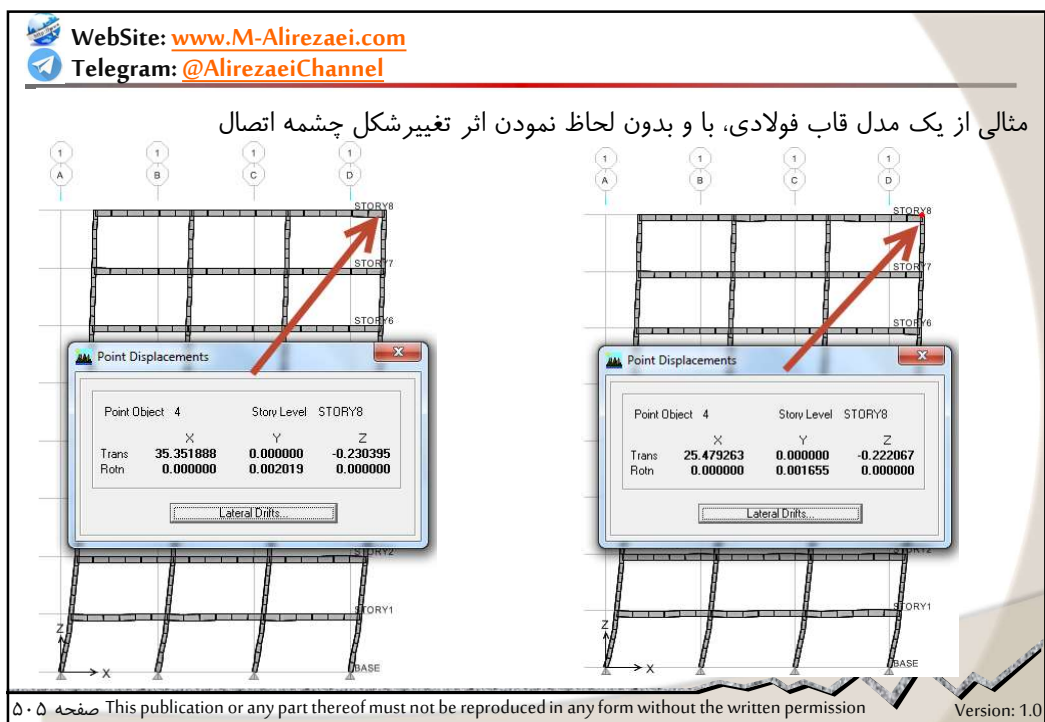 WebSite: www.M-Alirezaei.com
Telegram: @AlirezaeiChannel
مثالی از یک مدل قاب فولادی، با و بدون لحاظ نمودن اثر تغییرشکل چشمه اتصال
1 1 1 1
A B C D
STORY8
STORY7
STORY6
Point Displacements
Point Object 4 Story Level STORY8
X Y Z
Trans 35.351888 0.000000 -0.230395
Rotn 0.000000 0.002019 0.000000
Lateral Drifts...
STORY2
STORY1
Z
X
BASE
1 1 1 1
A B C D
STORY8
STORY7
STORY6
Point Displacements
Point Object 4 Story Level STORY8
X Y Z
Trans 25.479263 0.000000 -0.222067
Rotn 0.000000 0.001655 0.000000
Lateral Drifts...
STORY2
STORY1
Z
X
BASE
صفحه ۵۰۵ This publication or any part thereof must not be reproduced in any form without the written permission Version: 1.0